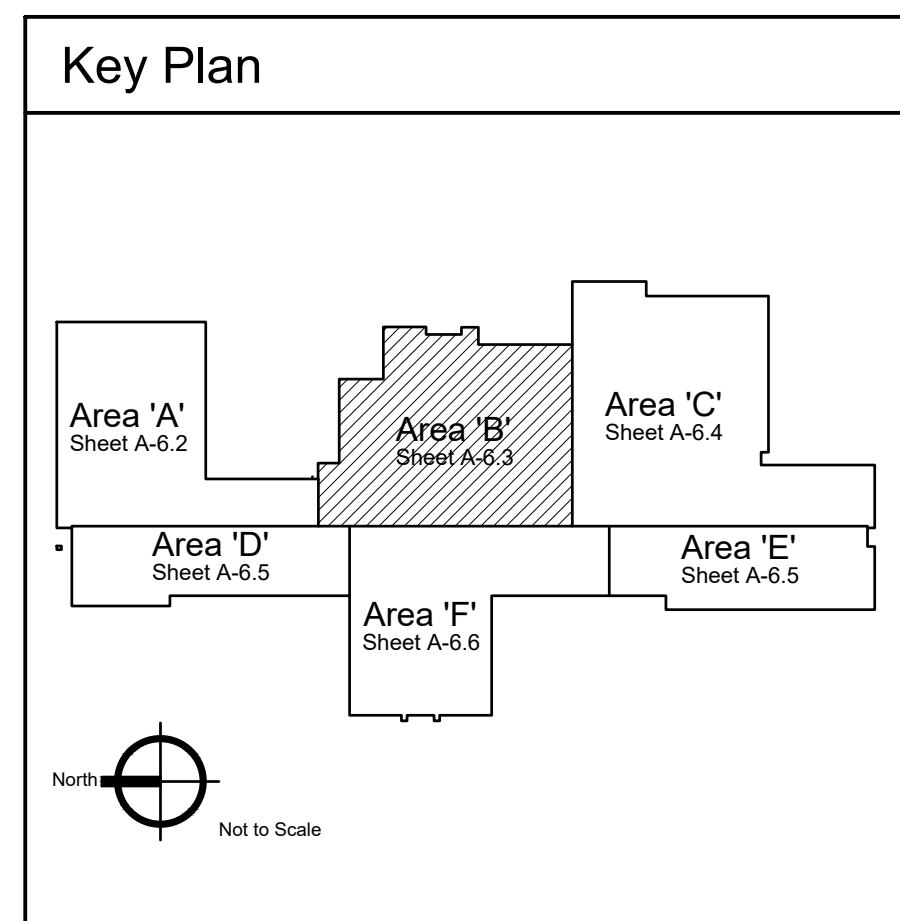 Key Plan
Area 'A'
Sheet A-6.2
Area 'B'
Sheet A-6.3
Area 'C'
Sheet A-6.4
Area 'D'
Sheet A-6.5
Area 'E'
Sheet A-6.5
Area 'F'
Sheet A-6.6
North
Not to Scale